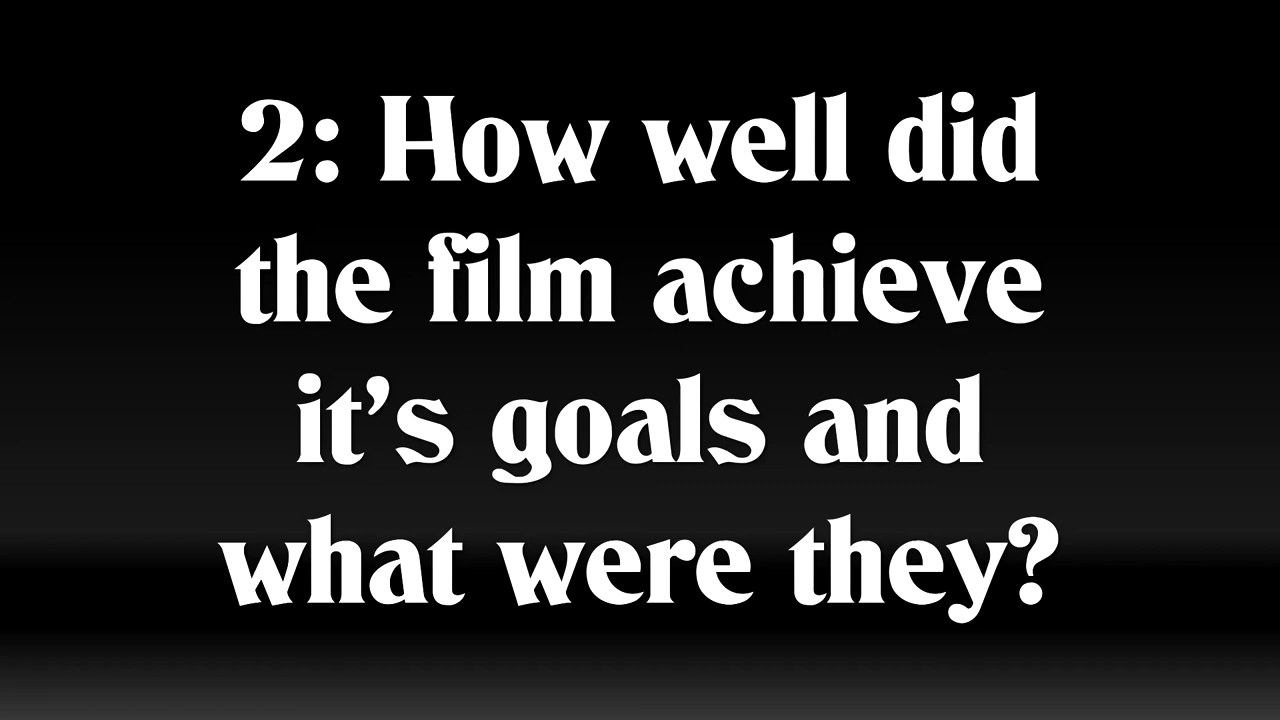 2: How well did
the film achieve
it's goals and
what were they?